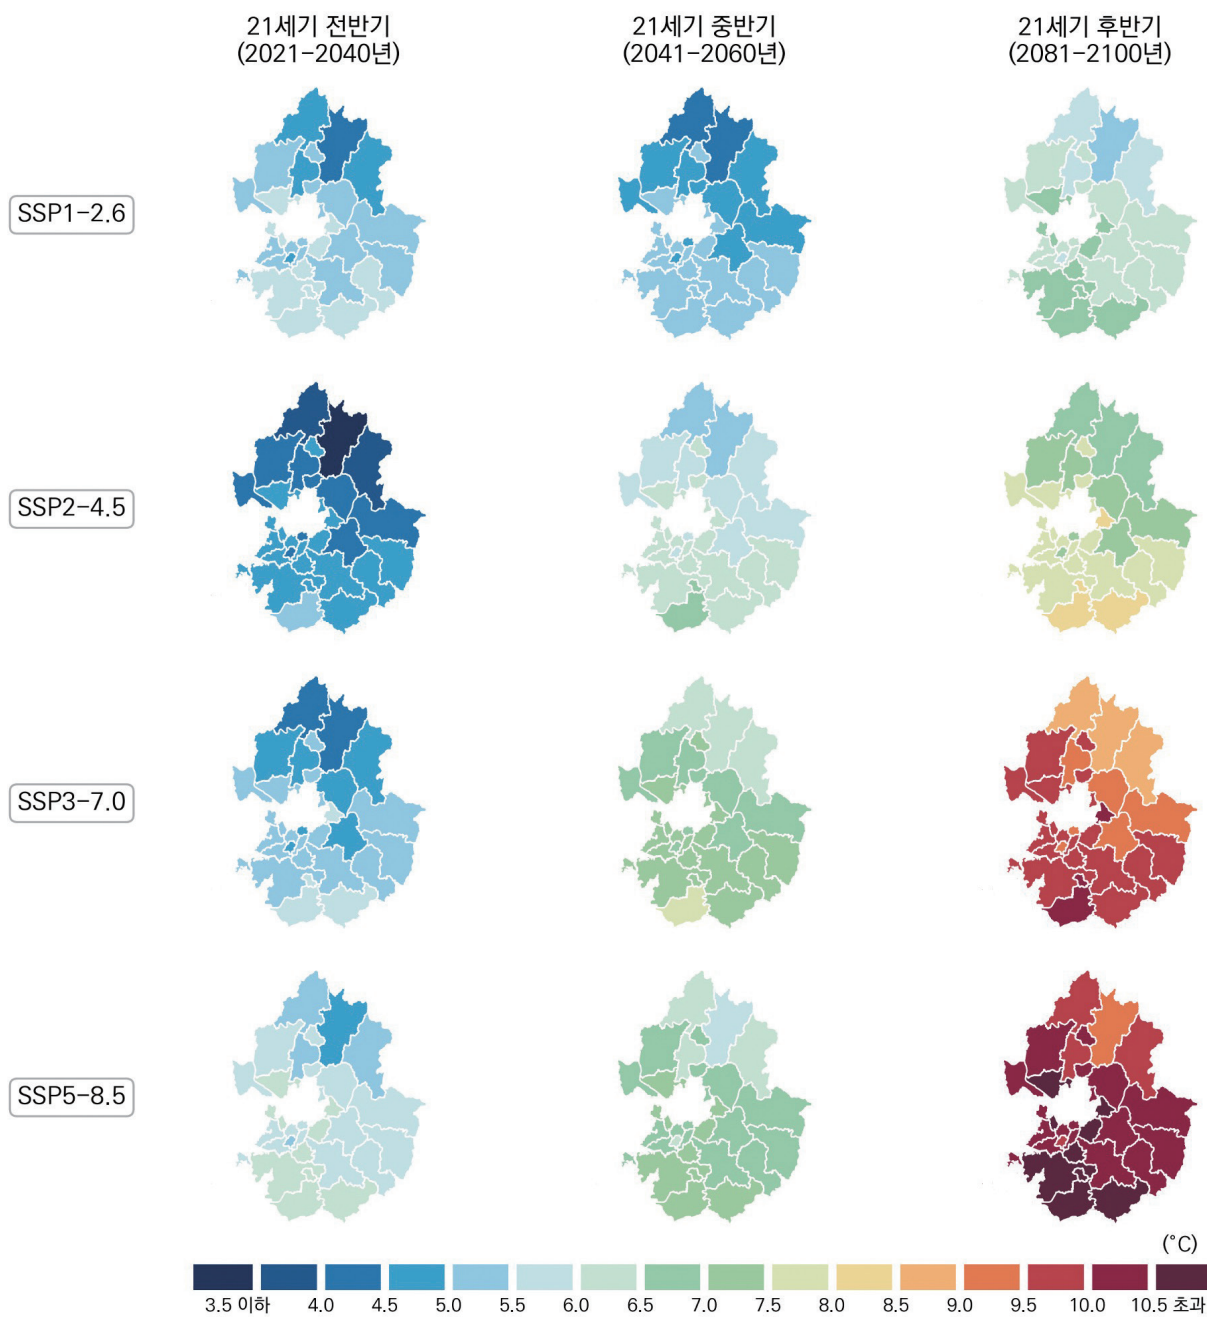 21세기 전반기
(2021-2040년)
21세기 중반기
(2041-2060년)
21세기 후반기
(2081-2100년)
SSP1-2.6
SSP2-4.5
SSP3-7.0
SSP5-8.5
(°C)
3.5 이하 4.0 4.5 5.0 5.5 6.0 6.5 7.0 7.5 8.0 8.5 9.0 9.5 10.0 10.5 초과